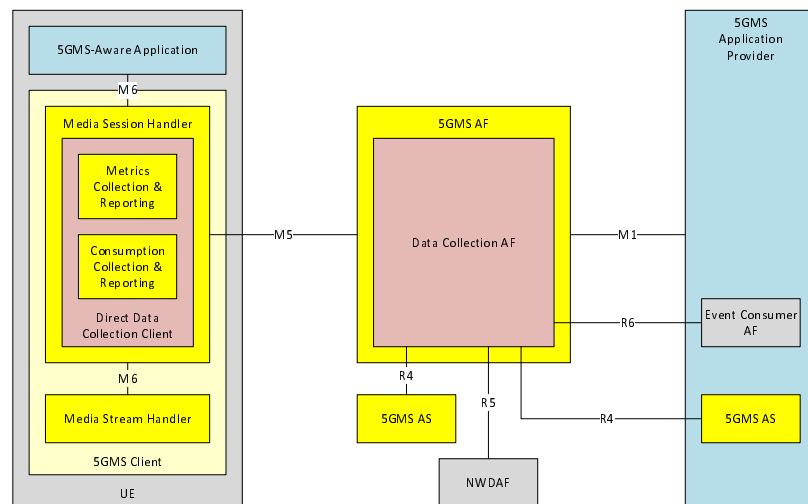 5GMS-Aware Application
M6
Media Session Handler
Metrics
Collection &
Reporting
Consumption
Collection &
Reporting
Direct Data
Collection Client
M6
Media Stream Handler
5GMS Client
UE
M5
5GMS AF
Data Collection AF
R4
5GMS AS
R5
NWDAF
M1
R6
R4
5GMS
Application
Provider
Event Consumer
AF
5GMS AS